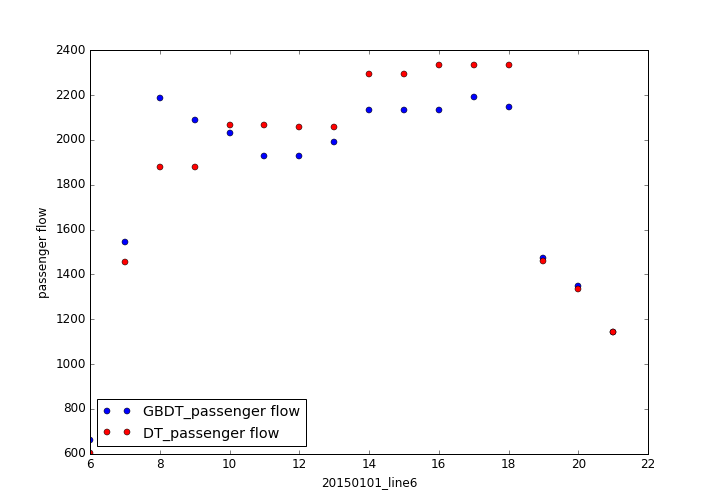 2400
2200
2000
1800
1600
1400
1200
1000
800
600
passenger flow
GBDT_passenger flow
DT_passenger flow
6 8 10 12 14 16 18 20 22
20150101_line6